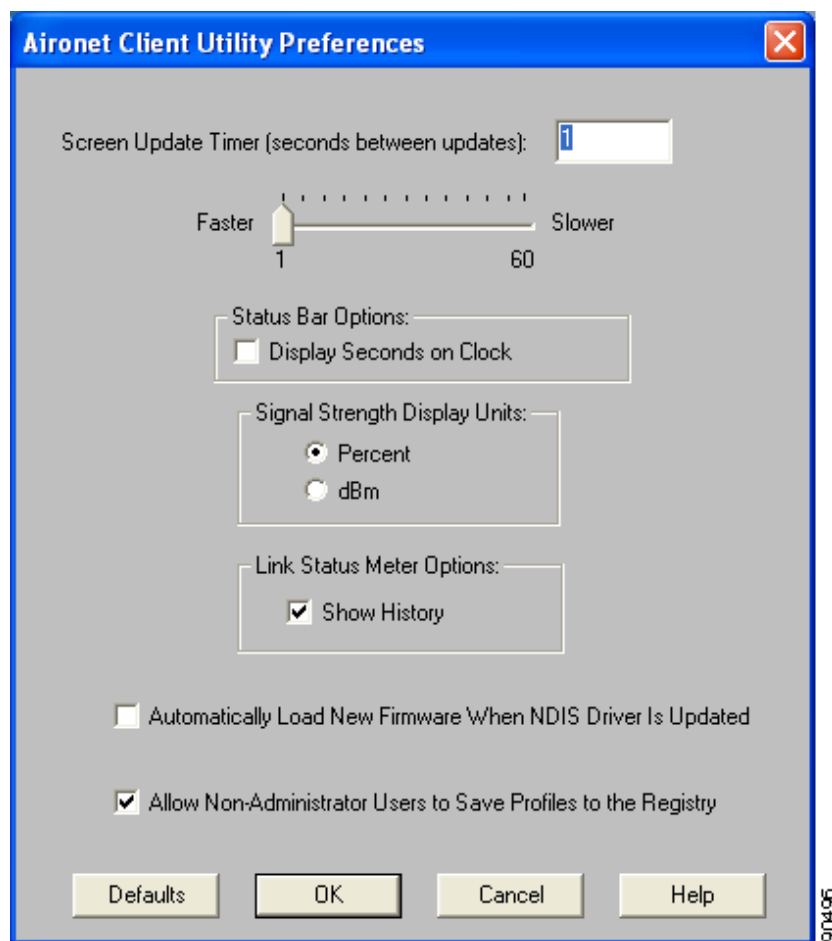 Aironet Client Utility Preferences
Screen Update Timer (seconds between updates):
1
Faster
Slower
1
60
Status Bar Options:
Display Seconds on Clock
Signal Strength Display Units:
Percent
dBm
Link Status Meter Options:
Show History
Automatically Load New Firmware When NDIS Driver Is Updated
Allow Non-Administrator Users to Save Profiles to the Registry
Defaults
OK
Cancel
Help
90496